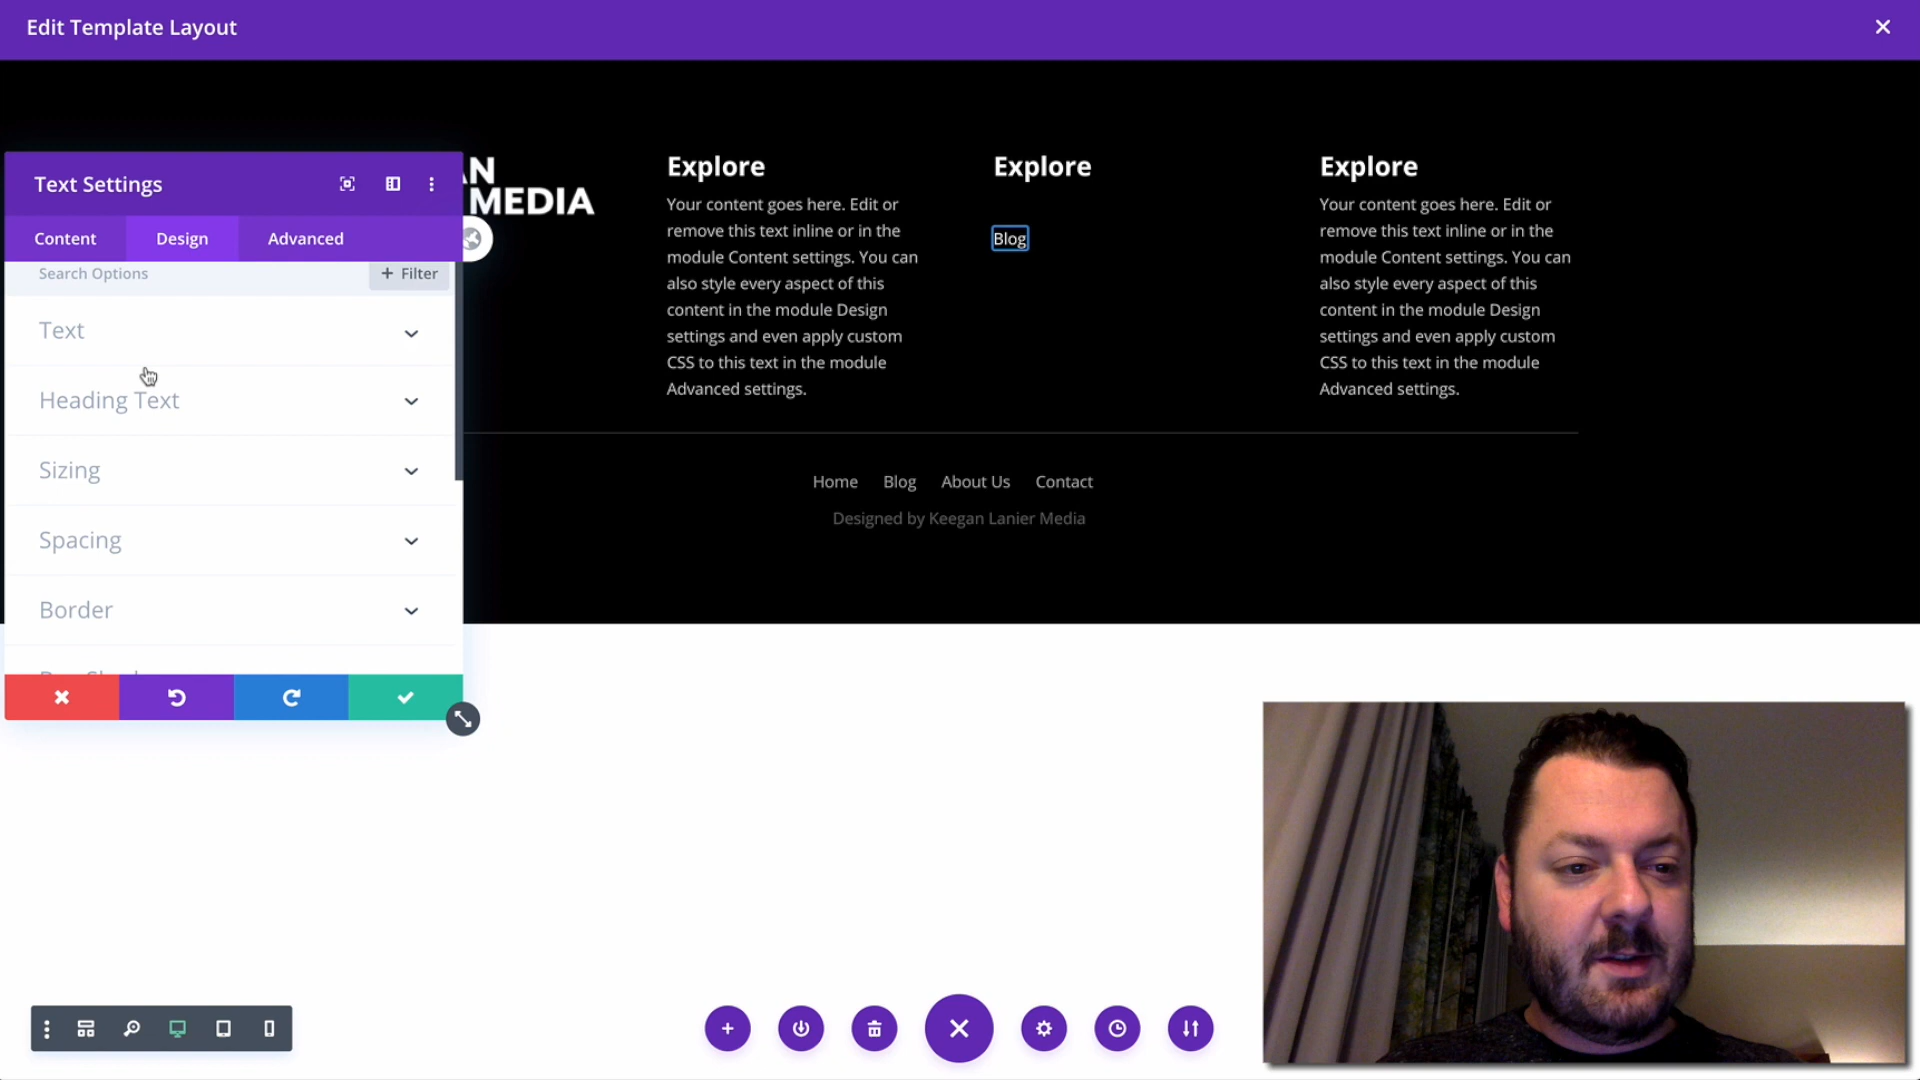 Edit Template Layout
AN
MEDIA
Text Settings
Content
Design
Advanced
Search Options
+ Filter
Text
Heading Text
Sizing
Spacing
Border
Explore
Your content goes here. Edit or
remove this text inline or in the
module Content settings. You can
also style every aspect of this
content in the module Design
settings and even apply custom
CSS to this text in the module
Advanced settings.
Explore
Blog
Explore
Your content goes here. Edit or
remove this text inline or in the
module Content settings. You can
also style every aspect of this
content in the module Design
settings and even apply custom
CSS to this text in the module
Advanced settings.
Home Blog About Us Contact
Designed by Keegan Lanier Media